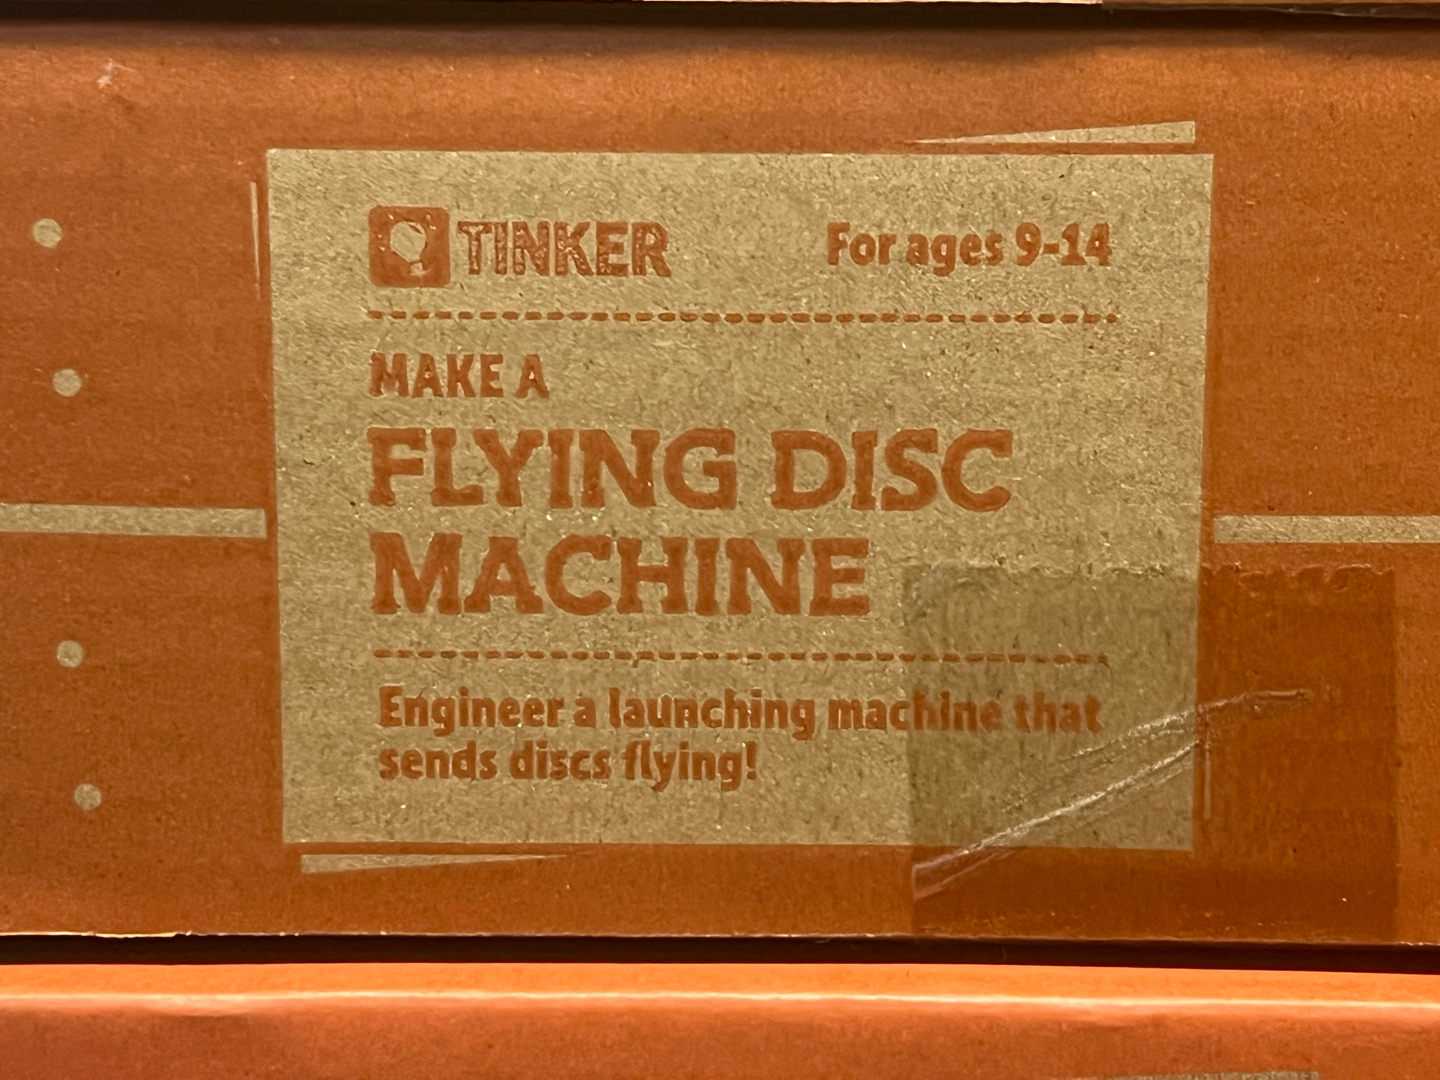 TINKER
For ages 9-14
MAKE A
FLYING DISC
MACHINE
Engineer a launching machine that
sends discs flying!